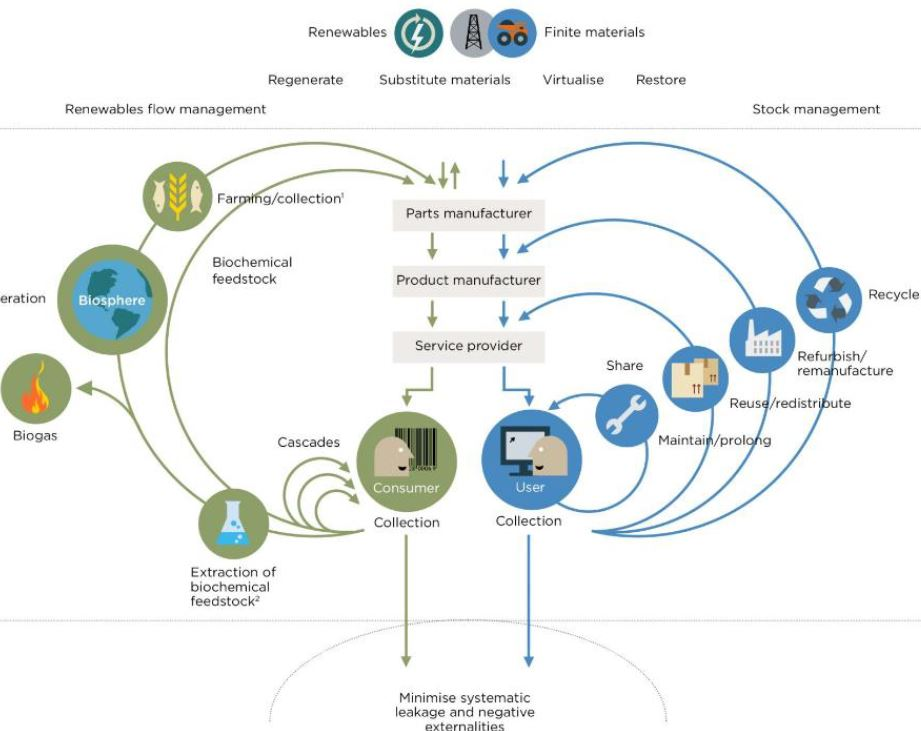 Renewables
Finite materials
Regenerate
Substitute materials
Virtualise
Restore
Renewables flow management
Stock management
Farming/collection¹
Parts manufacturer
Biochemical
feedstock
Product manufacturer
eration
Biosphere
Recycle
Service provider
Share
Refurbish/
remanufacture
Reuse/redistribute
Biogas
Cascades
Maintain/prolong
Consumer
User
Collection
Collection
Extraction of
biochemical
feedstock²
Minimise systematic
leakage and negative
externalities